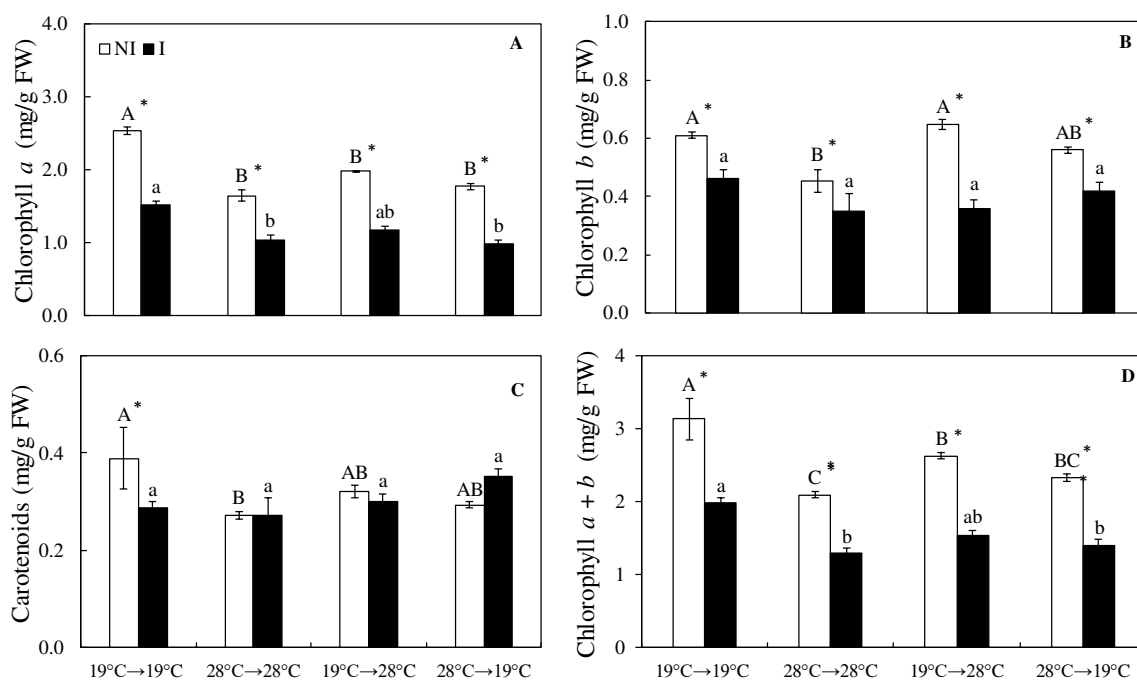 Chlorophyll a (mg/g FW)
4.0
3.0
2.0
1.0
0.0
NI I
A
A *
a
B *
b
B *
ab
B *
b
Chlorophyll b (mg/g FW)
1.0
0.8
0.6
0.4
0.2
0.0
B
A *
a
B *
a
A *
a
AB *
a
Carotenoids (mg/g FW)
0.6
0.4
0.2
0
C
A *
a
B
a
AB
a
AB
a
19°C→19°C 28°C→28°C 19°C→28°C 28°C→19°C
Chlorophyll a + b (mg/g FW)
4
3
2
1
0
D
A *
a
C *
*
b
B *
ab
BC *
*
b
19°C→19°C 28°C→28°C 19°C→28°C 28°C→19°C